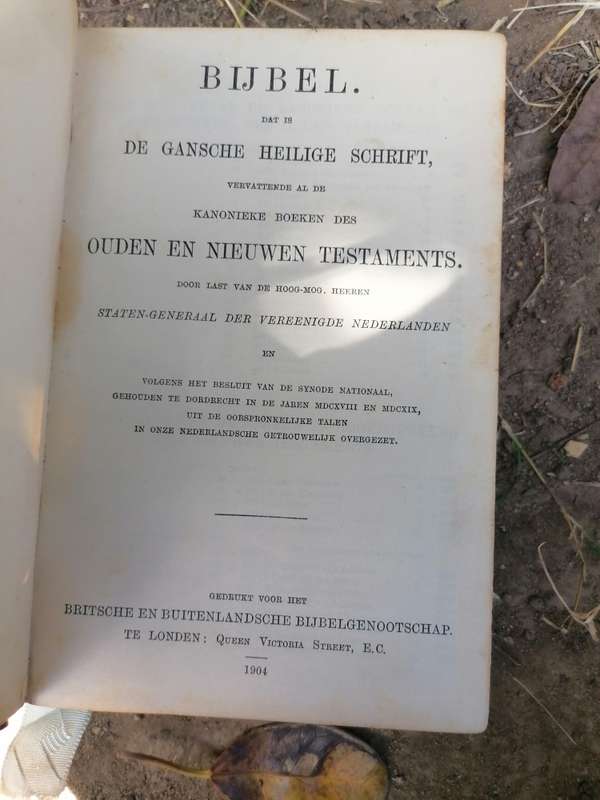 BIJBEL.
DAT IS
DE GANSCHE HEILIGE SCHRIFT,
VERVATTENDE AL DE
KANONIEKE BOEKEN DES
OUDEN EN NIEUWEN TESTAMENTS.
DOOR LAST VAN DE HOOG-MOG. HEEREN
STATEN-GENERAAL DER VEREENIGDE NEDERLANDEN
EN
VOLGENS HET BESLUIT VAN DE SYNODE NATIONAAL,
GEHOUDEN TE DORDRECHT IN DE JAREN MDCXVIII EN MDCXIX,
UIT DE OORSPRONKELIJKE TALEN
IN ONZE NEDERLANDSCHE GETROUWELIJK OVERGEZET.
GEDRUKT VOOR HET
BRITSCHE EN BUITENLANDSCHE BIJBELGENOOTSCHAP.
TE LONDEN: QUEEN VICTORIA STREET, E.C.
1904